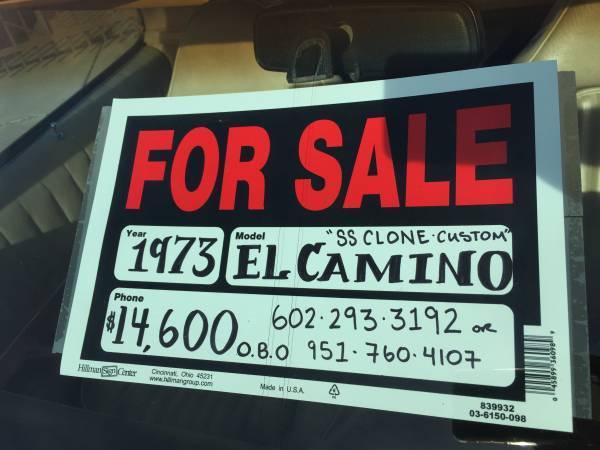 FOR SALE
Year
1973
Model
"SS CLONE·CUSTOM"
EL CAMINO
Phone
$14,600 O.B.O
602·293·3192 OR
951·760·4107
Hillman Sign Center
Cincinnati, Ohio 45231
www.hillmangroup.com
Made in U.S.A.
839932
03-6150-098